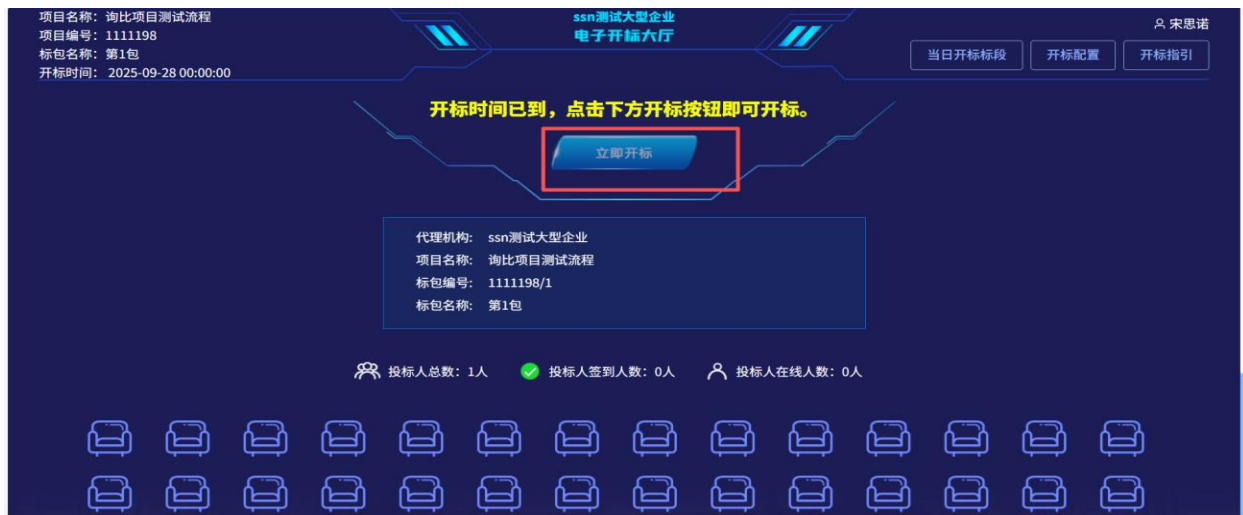 项目名称：询比项目测试流程
项目编号：1111198
标包名称：第1包
开标时间： 2025-09-28 00:00:00
ssn测试大型企业
电子开标大厅
宋思诺
当日开标标段
开标配置
开标指引
开标时间已到，点击下方开标按钮即可开标。
立即开标
代理机构: ssn测试大型企业
项目名称: 询比项目测试流程
标包编号: 1111198/1
标包名称: 第1包
投标人总数：1人 投标人签到人数：0人 投标人在线人数：0人